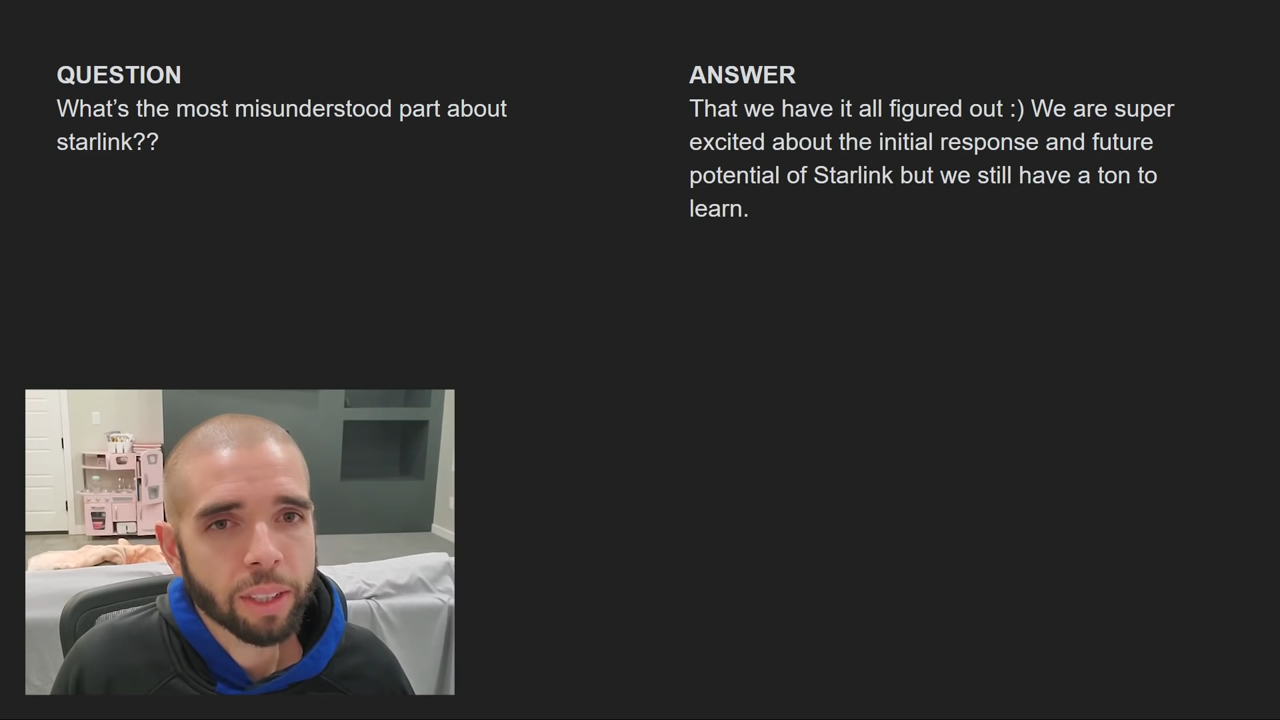 QUESTION
What’s the most misunderstood part about
starlink??
ANSWER
That we have it all figured out :) We are super
excited about the initial response and future
potential of Starlink but we still have a ton to
learn.